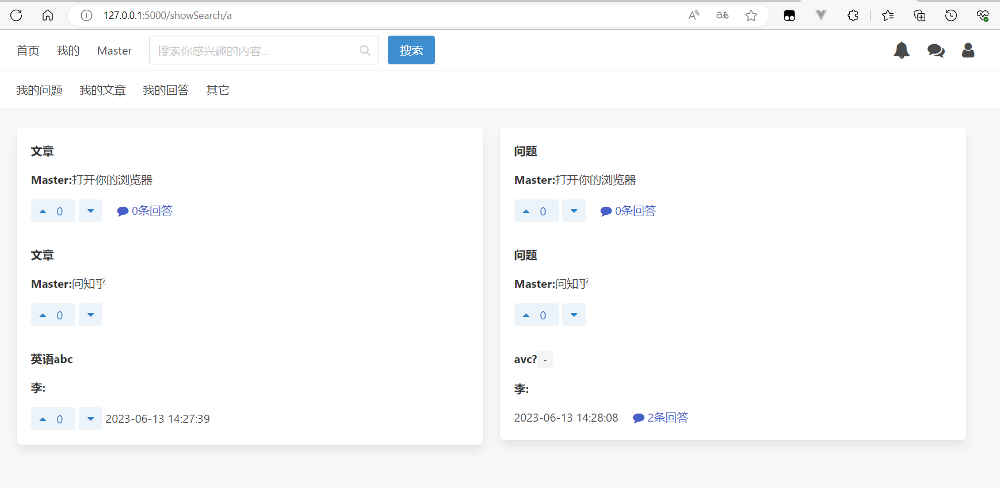 127.0.0.1:5000/showSearch/a
首页 我的 Master 搜索你感兴趣的内容... 搜索
我的问题 我的文章 我的回答 其它
文章
Master:打开你的浏览器
0 0条回答
文章
Master:问知乎
0
英语abc
李:
0 2023-06-13 14:27:39
问题
Master:打开你的浏览器
0 0条回答
问题
Master:问知乎
0
avc? -
李:
2023-06-13 14:28:08 2条回答